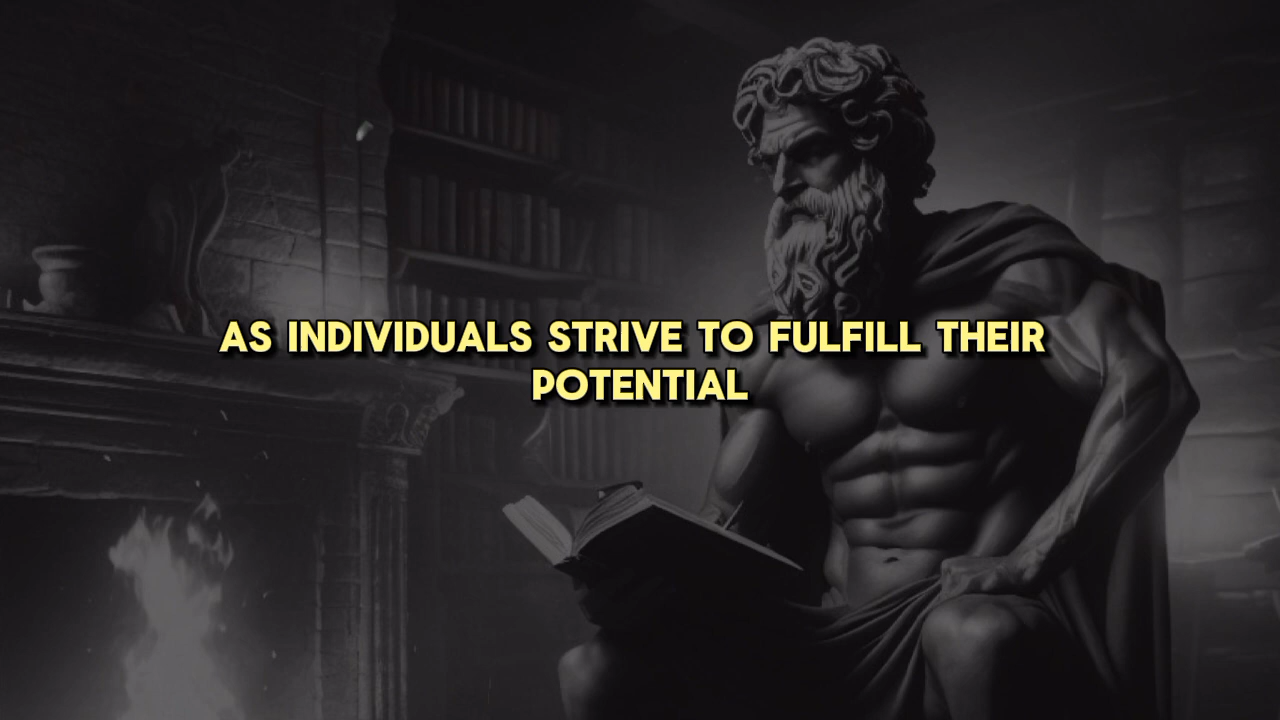 AS INDIVIDUALS STRIVE TO FULFILL THEIR
POTENTIAL